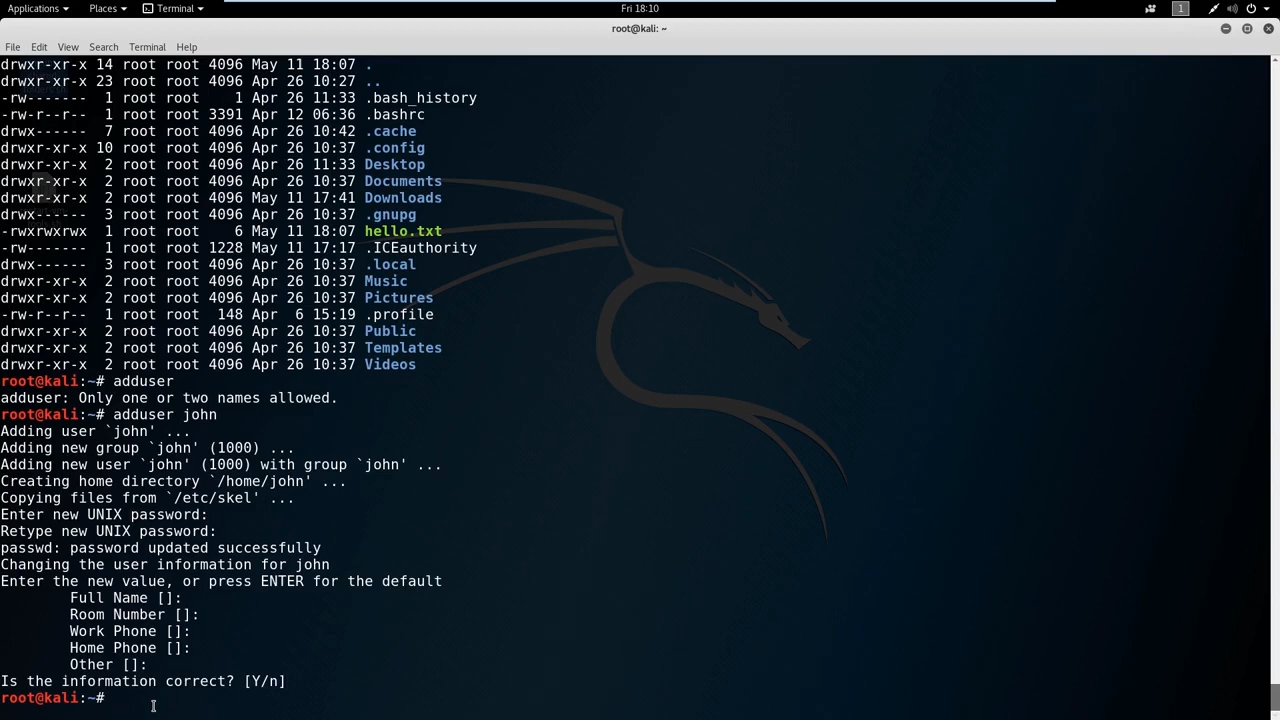 Applications Places Terminal Fri 18:10 1
root@kali: ~
File Edit View Search Terminal Help
drwxr-xr-x 14 root root 4096 May 11 18:07 .
drwxr-xr-x 23 root root 4096 Apr 26 10:27 ..
-rw------- 1 root root 1 Apr 26 11:33 .bash_history
-rw-r--r-- 1 root root 3391 Apr 12 06:36 .bashrc
drwx------ 7 root root 4096 Apr 26 10:42 .cache
drwxr-xr-x 10 root root 4096 Apr 26 10:37 .config
drwxr-xr-x 2 root root 4096 Apr 26 11:33 Desktop
drwxr-xr-x 2 root root 4096 Apr 26 10:37 Documents
drwxr-xr-x 2 root root 4096 May 11 17:41 Downloads
drwx------ 3 root root 4096 Apr 26 10:37 .gnupg
-rwxrwxrwx 1 root root 6 May 11 18:07 hello.txt
-rw------- 1 root root 1228 May 11 17:17 .ICEauthority
drwx------ 3 root root 4096 Apr 26 10:37 .local
drwxr-xr-x 2 root root 4096 Apr 26 10:37 Music
drwxr-xr-x 2 root root 4096 Apr 26 10:37 Pictures
-rw-r--r-- 1 root root 148 Apr 6 15:19 .profile
drwxr-xr-x 2 root root 4096 Apr 26 10:37 Public
drwxr-xr-x 2 root root 4096 Apr 26 10:37 Templates
drwxr-xr-x 2 root root 4096 Apr 26 10:37 Videos
root@kali:~# adduser
adduser: Only one or two names allowed.
root@kali:~# adduser john
Adding user `john' ...
Adding new group `john' (1000) ...
Adding new user `john' (1000) with group `john' ...
Creating home directory `/home/john' ...
Copying files from `/etc/skel' ...
Enter new UNIX password:
Retype new UNIX password:
passwd: password updated successfully
Changing the user information for john
Enter the new value, or press ENTER for the default
Full Name []:
Room Number []:
Work Phone []:
Home Phone []:
Other []:
Is the information correct? [Y/n]
root@kali:~#